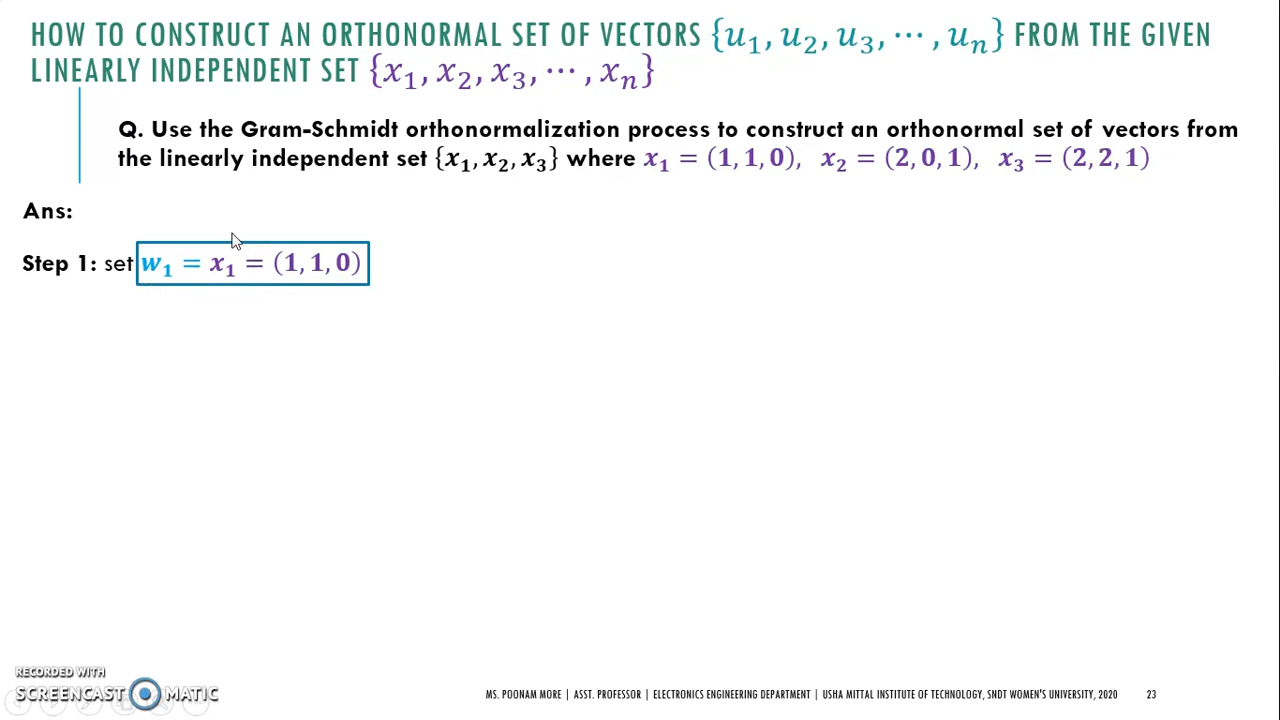 HOW TO CONSTRUCT AN ORTHONORMAL SET OF VECTORS {u₁, u₂, u₃, ⋯ , uₙ} FROM THE GIVEN
LINEARLY INDEPENDENT SET {x₁, x₂, x₃, ⋯ , xₙ}
Q. Use the Gram-Schmidt orthonormalization process to construct an orthonormal set of vectors from
the linearly independent set {x₁, x₂, x₃} where x₁ = (1, 1, 0), x₂ = (2, 0, 1), x₃ = (2, 2, 1)
Ans:
Step 1: set w₁ = x₁ = (1, 1, 0)
RECORDED WITH
SCREENCAST MATIC
MS. POONAM MORE | ASST. PROFESSOR | ELECTRONICS ENGINEERING DEPARTMENT | USHA MITTAL INSTITUTE OF TECHNOLOGY, SNDT WOMEN'S UNIVERSITY, 2020 23